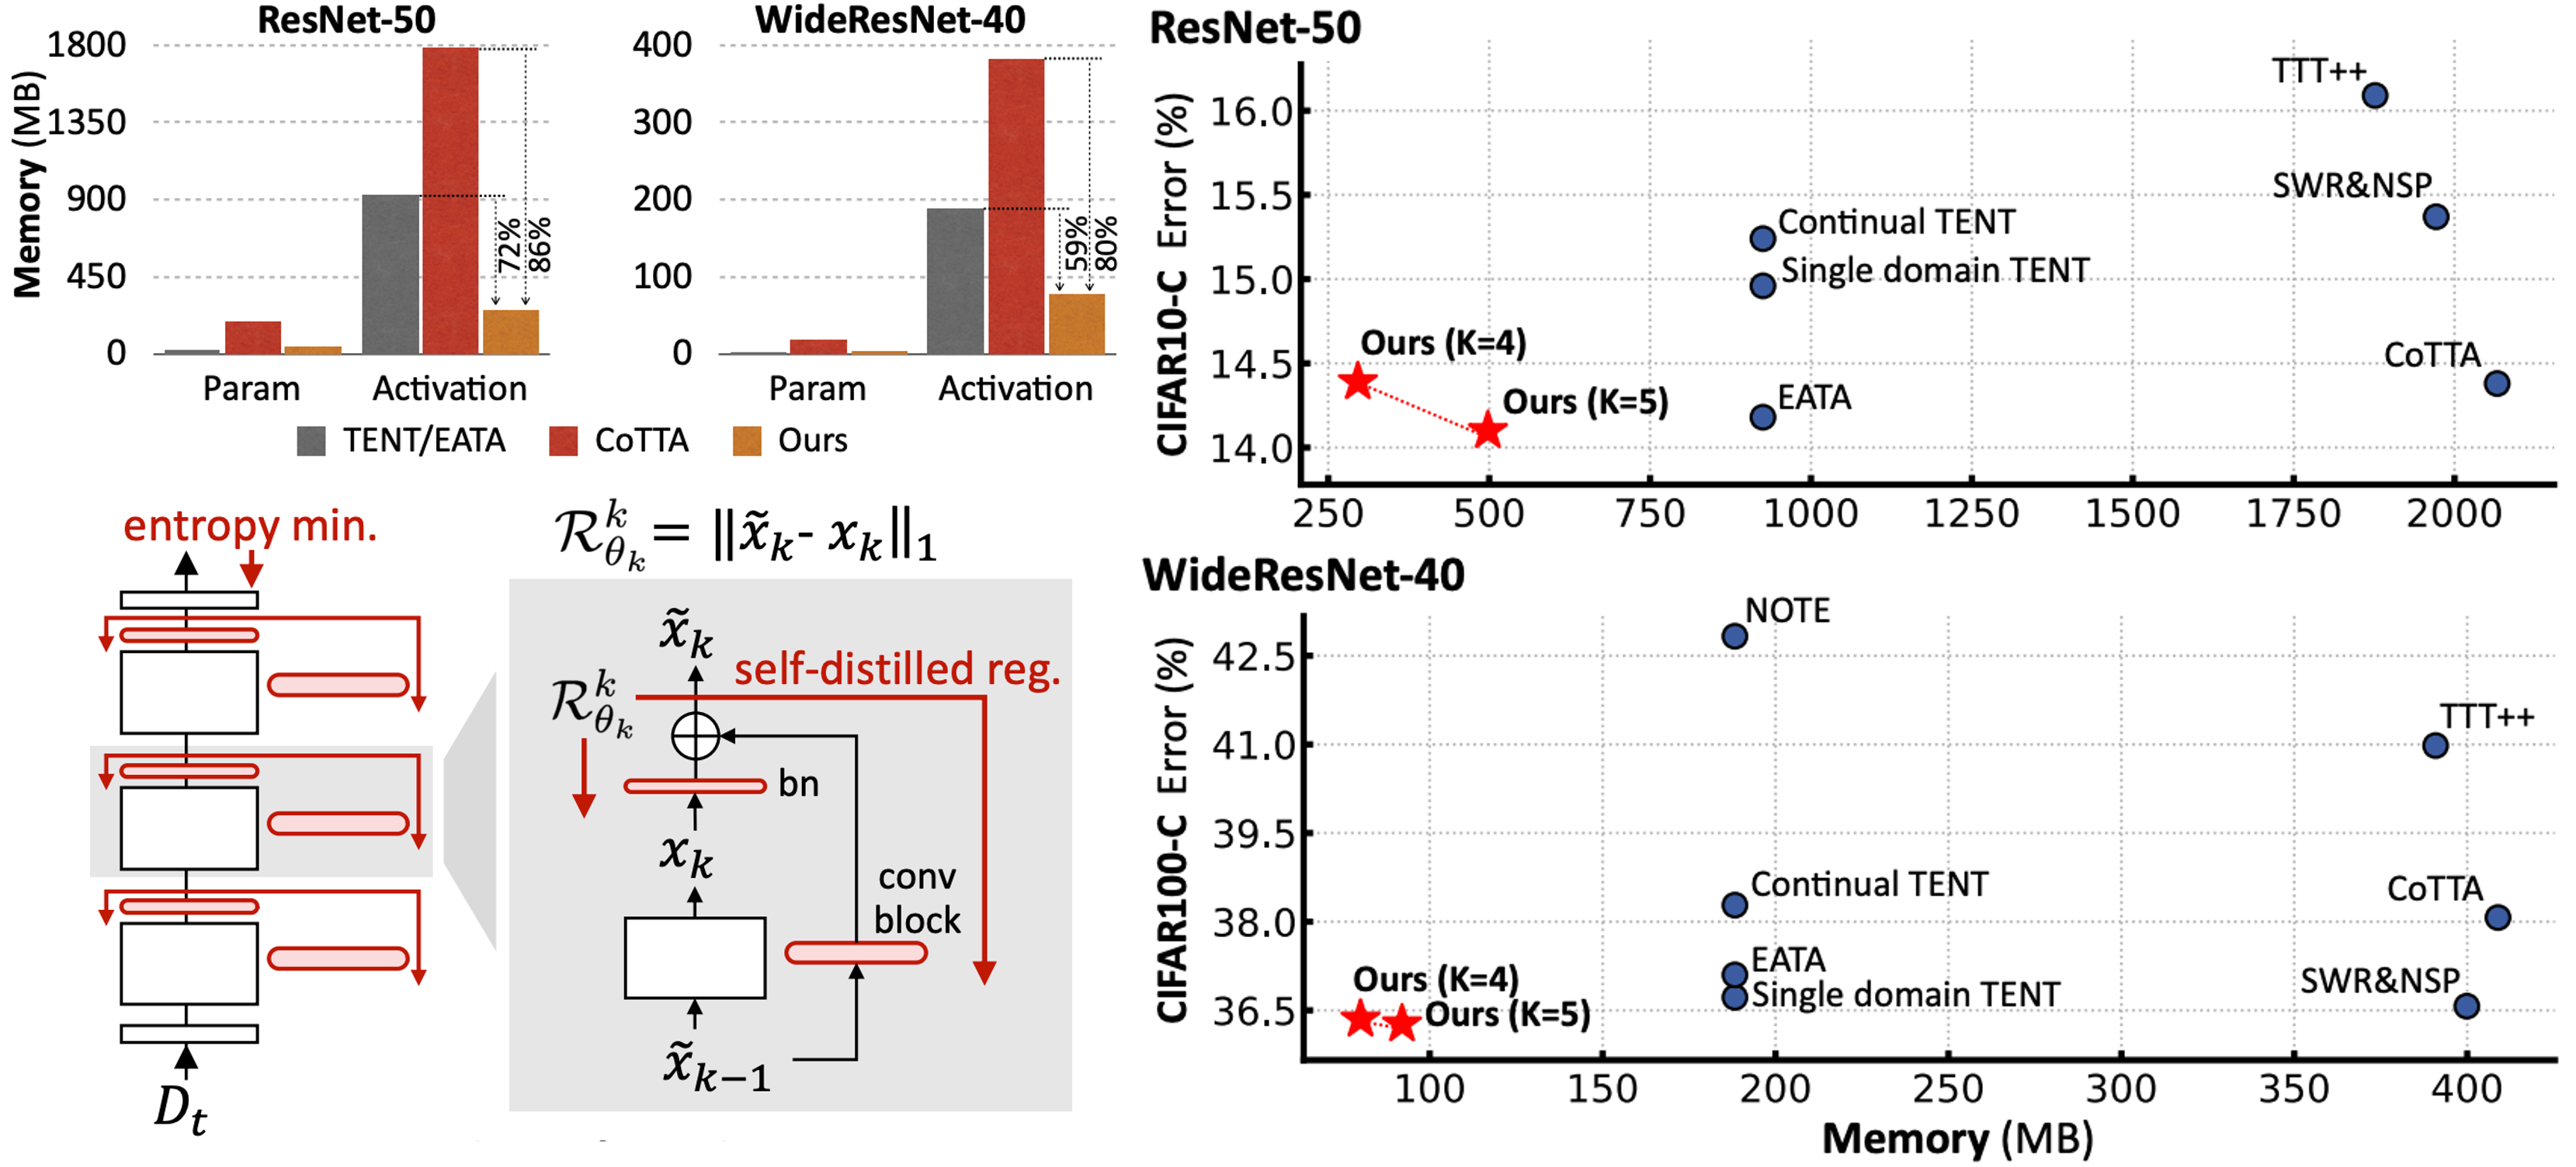 ResNet-50
Memory (MB)
1800
1350
900
450
0
72%
86%
Param
Activation
WideResNet-40
400
300
200
100
0
59%
80%
Param
Activation
TENT/EATA
CoTTA
Ours
entropy min.
D_t
R^k_{θ_k} = ||x̃_k - x_k||_1
x̃_k
self-distilled reg.
R^k_{θ_k}
bn
x_k
conv
block
x̃_{k-1}
ResNet-50
CIFAR10-C Error (%)
16.0
15.5
15.0
14.5
14.0
TTT++
SWR&NSP
Continual TENT
Single domain TENT
Ours (K=4)
CoTTA
Ours (K=5)
EATA
250 500 750 1000 1250 1500 1750 2000
WideResNet-40
CIFAR100-C Error (%)
42.5
41.0
39.5
38.0
36.5
NOTE
TTT++
Continual TENT
CoTTA
EATA
Ours (K=4)
SWR&NSP
Single domain TENT
Ours (K=5)
100 150 200 250 300 350 400
Memory (MB)